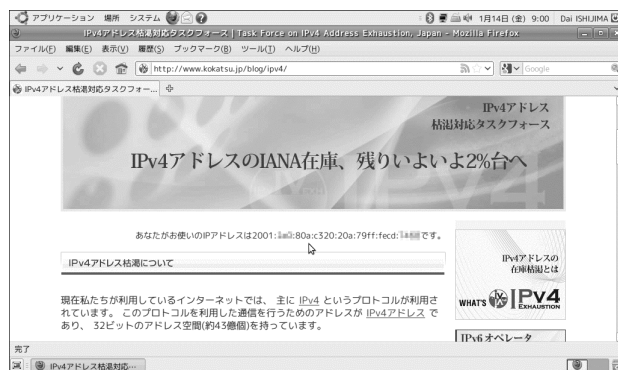 アプリケーション 場所 システム
1月14日 (金) 9:00 Dai ISHIJIMA
IPv4アドレス枯渇対応タスクフォース | Task Force on IPv4 Address Exhaustion, Japan - Mozilla Firefox
ファイル(F) 編集(E) 表示(V) 履歴(S) ブックマーク(B) ツール(T) ヘルプ(H)
http://www.kokatsu.jp/blog/ipv4/
Google
IPv4アドレス枯渇対応タスクフォー...
IPv4アドレス
枯渇対応タスクフォース
IPv4アドレスのIANA在庫、残りいよいよ2%台へ
あなたがお使いのIPアドレスは2001: :80a:c320:20a:79ff:fecd: です。
IPv4アドレス枯渇について
現在私たちが利用しているインターネットでは、 主に IPv4 というプロトコルが利用さ
れています。 このプロトコルを利用した通信を行うためのアドレスが IPv4アドレス で
あり、 32ビットのアドレス空間(約43億個)を持っています。
IPv4アドレスの
在庫枯渇とは
WHAT'S IPv4
EXHAUSTION
IPv6オペレータ
完了
IPv4アドレス枯渇対応…